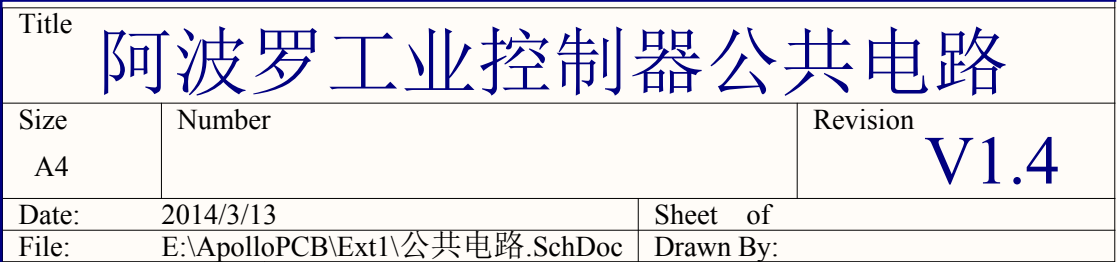 Title
阿波罗工业控制器公共电路
Size Number Revision
A4 V1.4
Date: 2014/3/13 Sheet of
File: E:\ApolloPCB\Ext1\公共电路.SchDoc Drawn By: